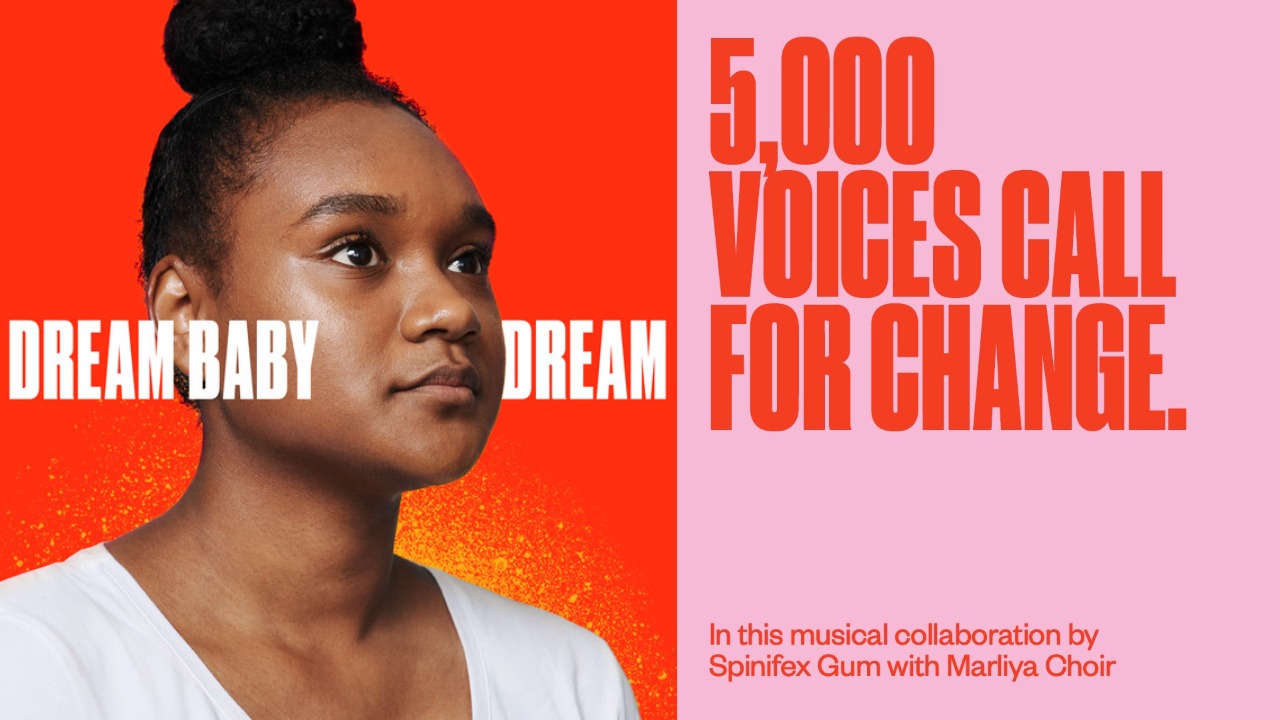 DREAM BABY DREAM
5,000
VOICES CALL
FOR CHANGE.
In this musical collaboration by
Spinifex Gum with Marliya Choir